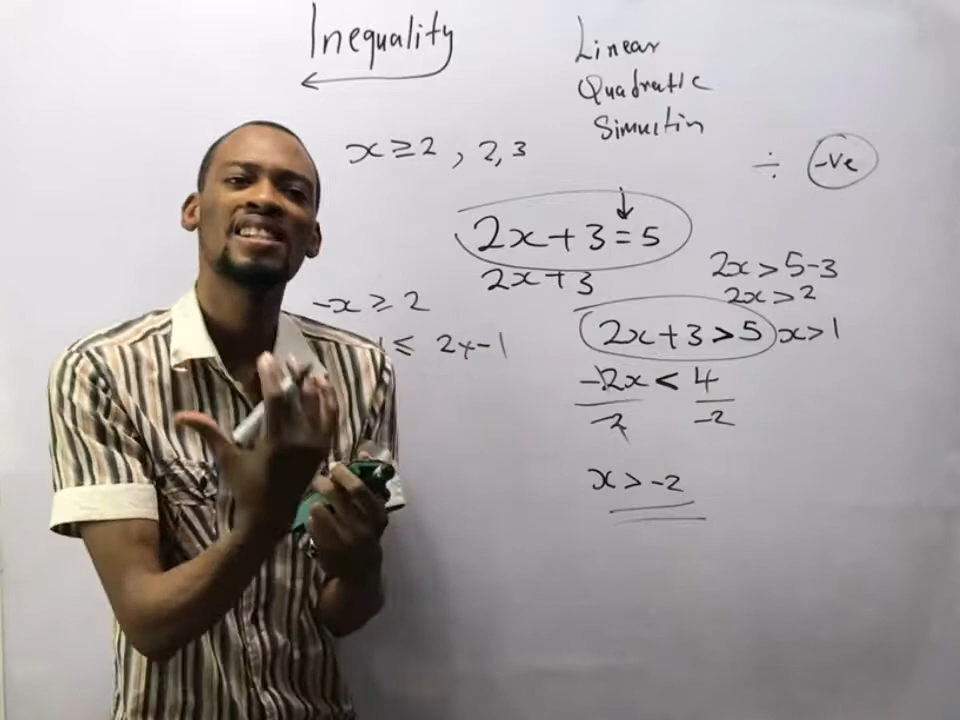 Inequality
Linear
Quadratic
Simultin
x ≥ 2 , 2, 3
÷ -ve
2x + 3 = 5
2x + 3
2x > 5-3
2x > 2
-x ≥ 2
2x + 3 > 5 x > 1
≤ 2x-1
-2x < 4
-2 -2
x > -2